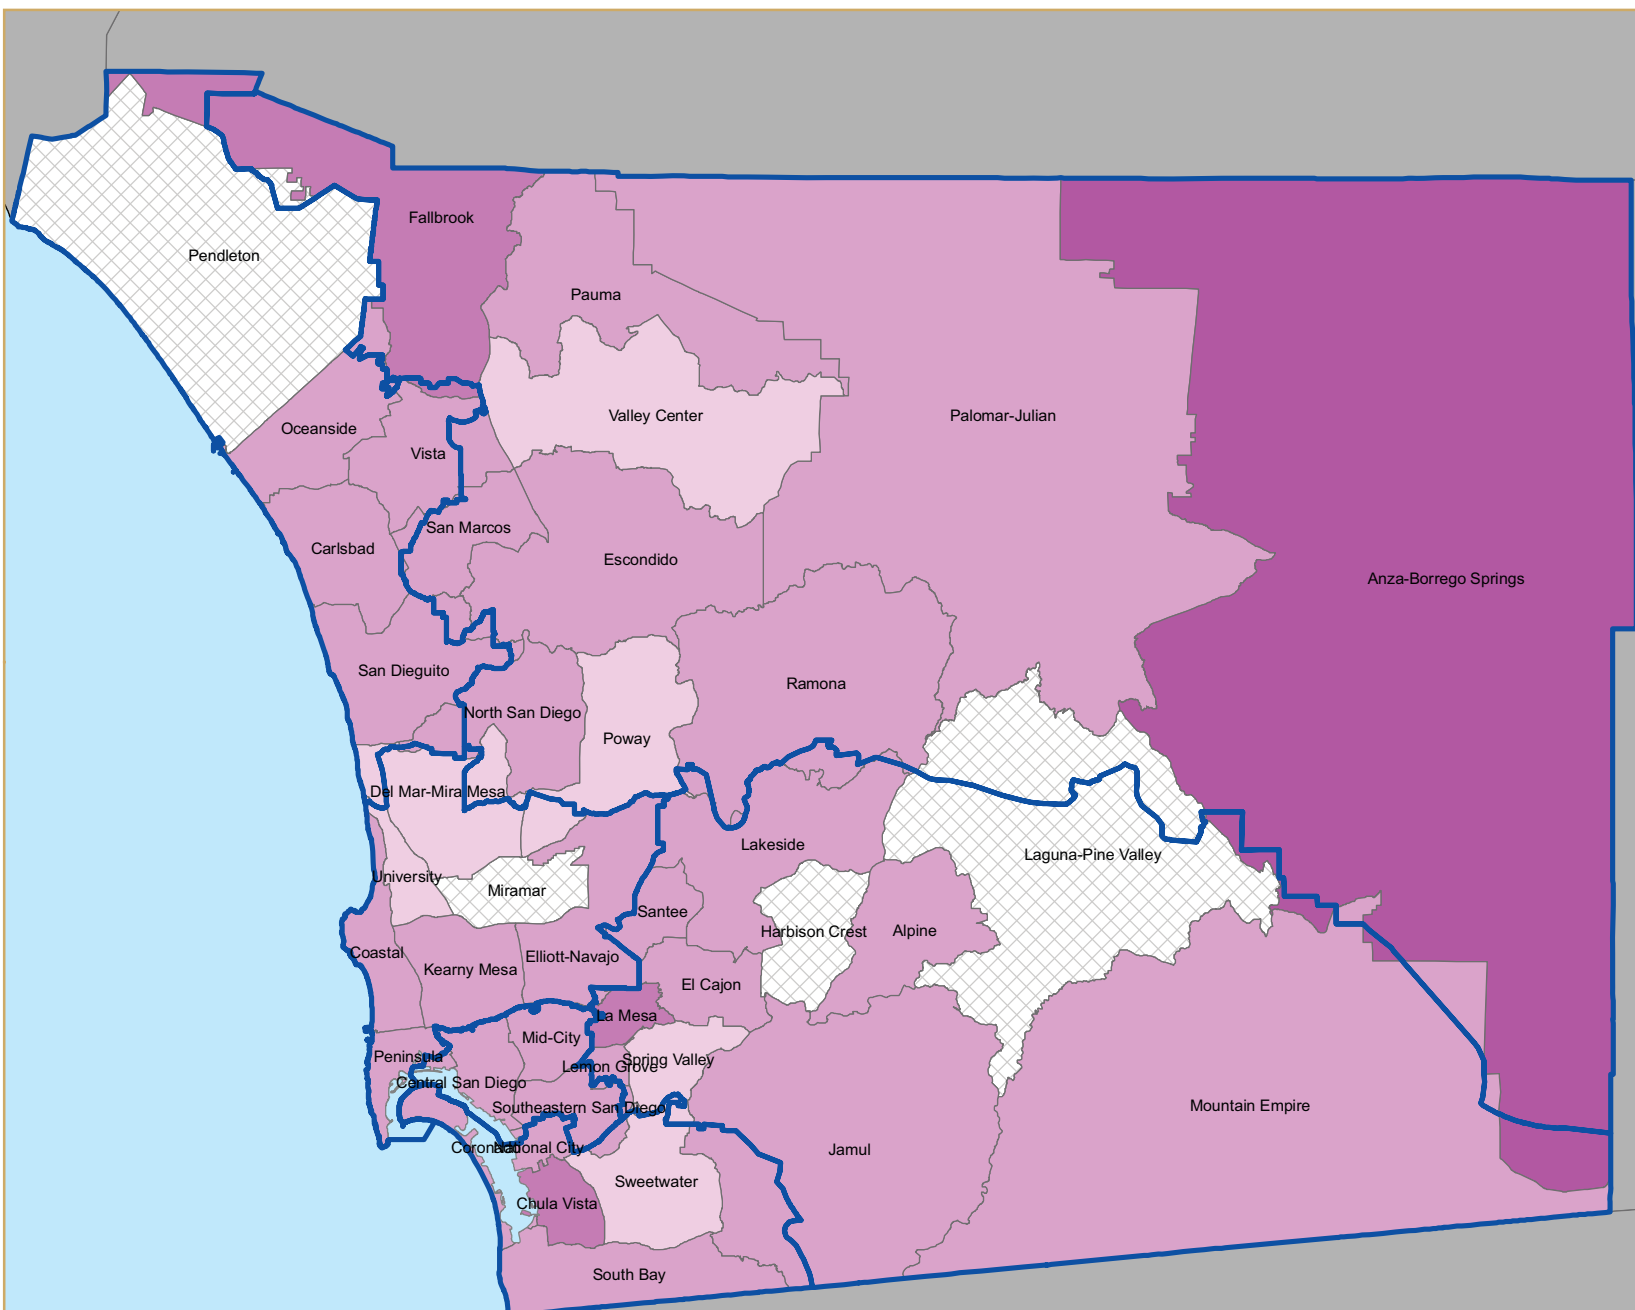 Fallbrook
Pendleton
Pauma
Valley Center
Palomar-Julian
Oceanside
Vista
San Marcos
Carlsbad
Escondido
Anza-Borrego Springs
San Dieguito
Ramona
North San Diego
Poway
Del Mar-Mira Mesa
Lakeside
Laguna-Pine Valley
University
Miramar
Santee
Harbison Crest
Alpine
Coastal
Elliott-Navajo
Kearny Mesa
El Cajon
La Mesa
Mid-City
Peninsula
Lemon Grove
Spring Valley
Central San Diego
Southeastern San Diego
Mountain Empire
Coronado
National City
Jamul
Sweetwater
Chula Vista
South Bay